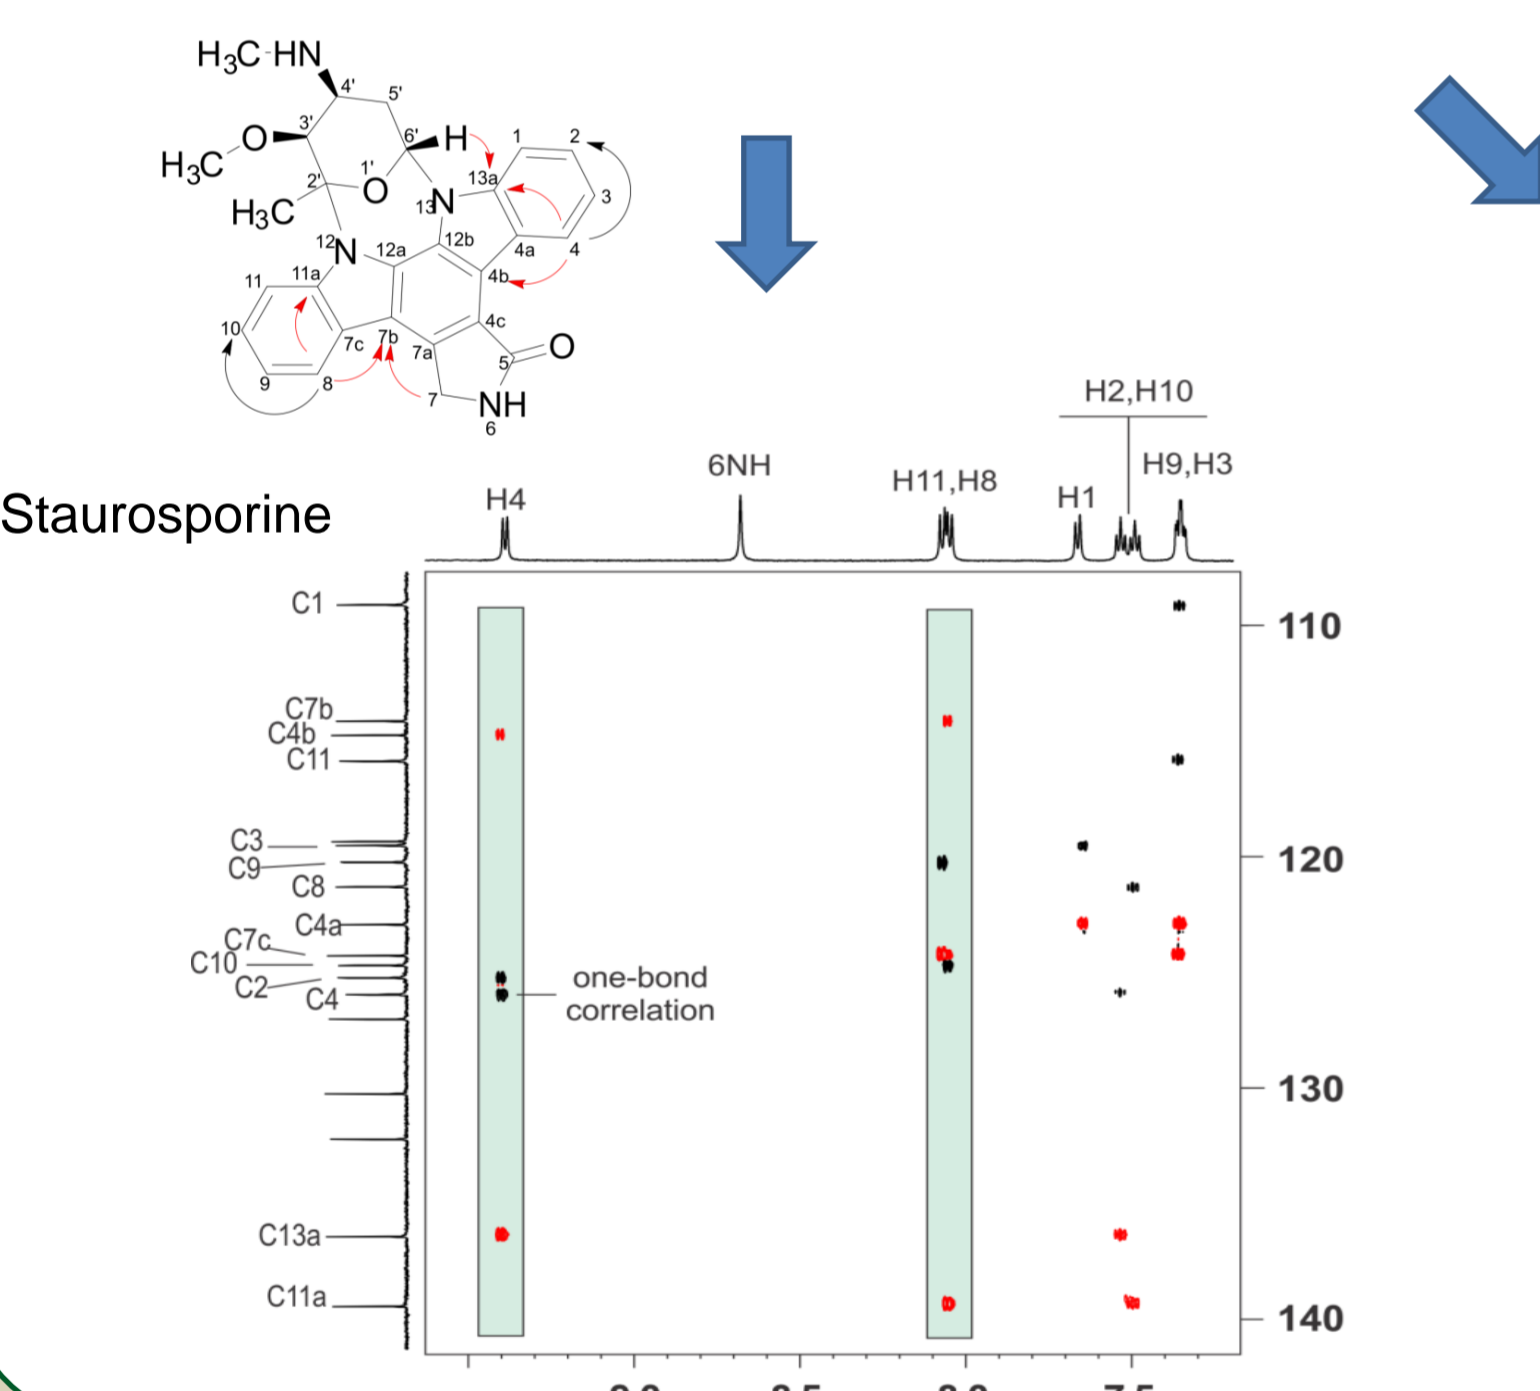 H₃C-HN
4'
5'
3'
O
6'
H
1
2
H₃C
1'
2'
O
13a
3
H₃C
N
13
12
N
12a
12b
4a
4
11
11a
4b
10
7b
4c
7c
7a
5
O
9
8
7
NH
6
H2,H10
6NH
H9,H3
H11,H8
H4
H1
Staurosporine
C1
110
C7b
C4b
C11
C3
120
C9
C8
C4a
C7c
C10
C2
C4
one-bond
correlation
130
C13a
C11a
140